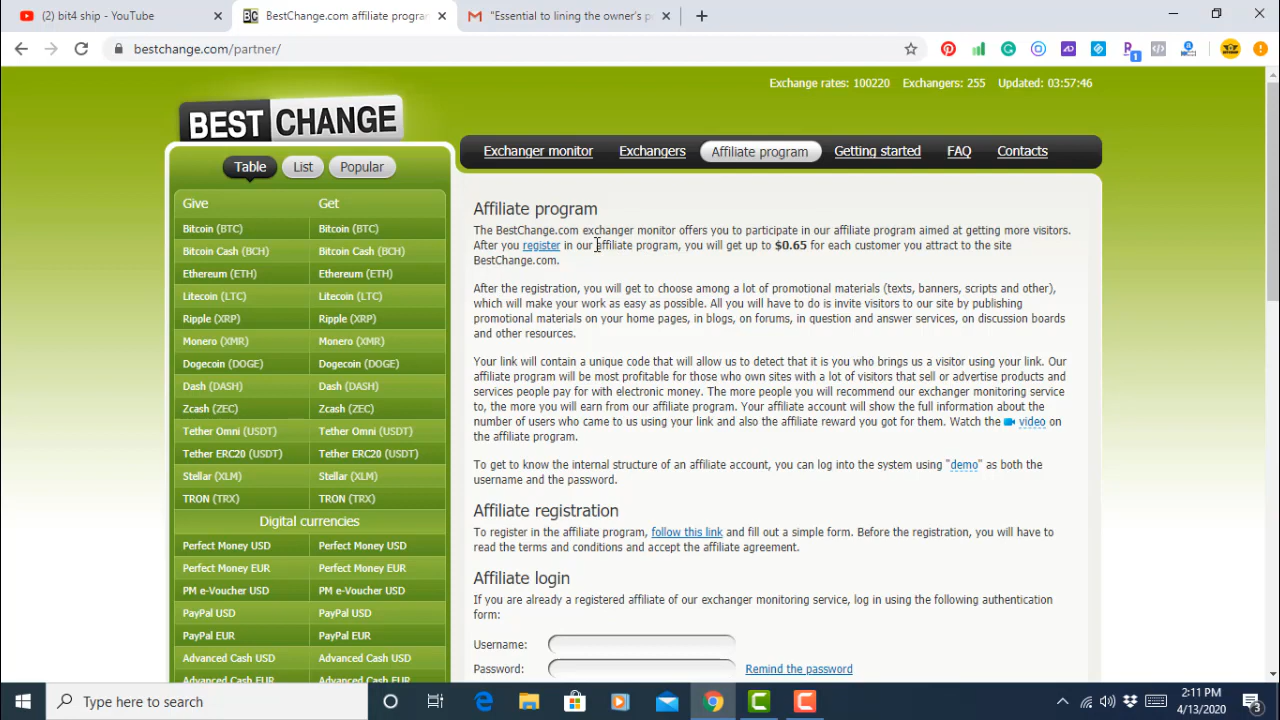 (2) bit4 ship - YouTube
BestChange.com affiliate progra
"Essential to lining the owner's p
bestchange.com/partner/
1
Exchange rates: 100220 Exchangers: 255 Updated: 03:57:46
BEST CHANGE
Exchanger monitor Exchangers Affiliate program Getting started FAQ Contacts
Table List Popular
Give Get
Bitcoin (BTC) Bitcoin (BTC)
Bitcoin Cash (BCH) Bitcoin Cash (BCH)
Ethereum (ETH) Ethereum (ETH)
Litecoin (LTC) Litecoin (LTC)
Ripple (XRP) Ripple (XRP)
Monero (XMR) Monero (XMR)
Dogecoin (DOGE) Dogecoin (DOGE)
Dash (DASH) Dash (DASH)
Zcash (ZEC) Zcash (ZEC)
Tether Omni (USDT) Tether Omni (USDT)
Tether ERC20 (USDT) Tether ERC20 (USDT)
Stellar (XLM) Stellar (XLM)
TRON (TRX) TRON (TRX)
Digital currencies
Perfect Money USD Perfect Money USD
Perfect Money EUR Perfect Money EUR
PM e-Voucher USD PM e-Voucher USD
PayPal USD PayPal USD
PayPal EUR PayPal EUR
Advanced Cash USD Advanced Cash USD
Advanced Cash EUR Advanced Cash EUR
Affiliate program
The BestChange.com exchanger monitor offers you to participate in our affiliate program aimed at getting more visitors.
After you register in our affiliate program, you will get up to $0.65 for each customer you attract to the site
BestChange.com.
After the registration, you will get to choose among a lot of promotional materials (texts, banners, scripts and other),
which will make your work as easy as possible. All you will have to do is invite visitors to our site by publishing
promotional materials on your home pages, in blogs, on forums, in question and answer services, on discussion boards
and other resources.
Your link will contain a unique code that will allow us to detect that it is you who brings us a visitor using your link. Our
affiliate program will be most profitable for those who own sites with a lot of visitors that sell or advertise products and
services people pay for with electronic money. The more people you will recommend our exchanger monitoring service
to, the more you will earn from our affiliate program. Your affiliate account will show the full information about the
number of users who came to us using your link and also the affiliate reward you got for them. Watch the video on
the affiliate program.
To get to know the internal structure of an affiliate account, you can log into the system using "demo" as both the
username and the password.
Affiliate registration
To register in the affiliate program, follow this link and fill out a simple form. Before the registration, you will have to
read the terms and conditions and accept the affiliate agreement.
Affiliate login
If you are already a registered affiliate of our exchanger monitoring service, log in using the following authentication
form:
Username:
Password: Remind the password
Type here to search
2:11 PM
4/13/2020
3